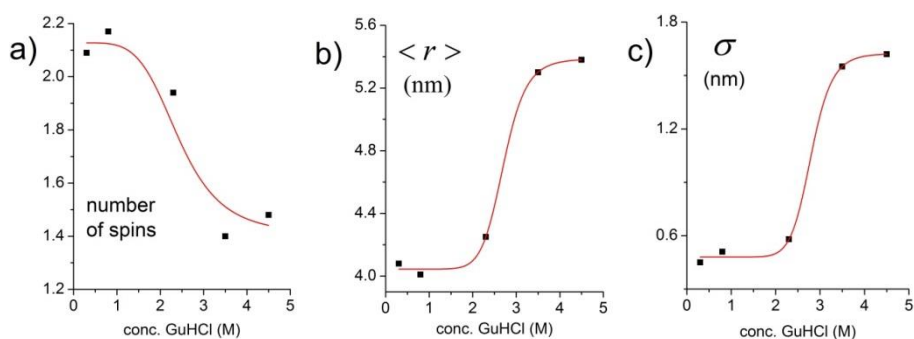 a)
2.2
2.0
1.8
1.6
1.4
1.2
number
of spins
0 1 2 3 4 5
conc. GuHCl (M)
b)
5.6
5.2
4.8
4.4
4.0
< r >
(nm)
0 1 2 3 4 5
conc. GuHCl (M)
c)
1.8
1.2
0.6
σ
(nm)
0 1 2 3 4 5
conc. GuHCl (M)